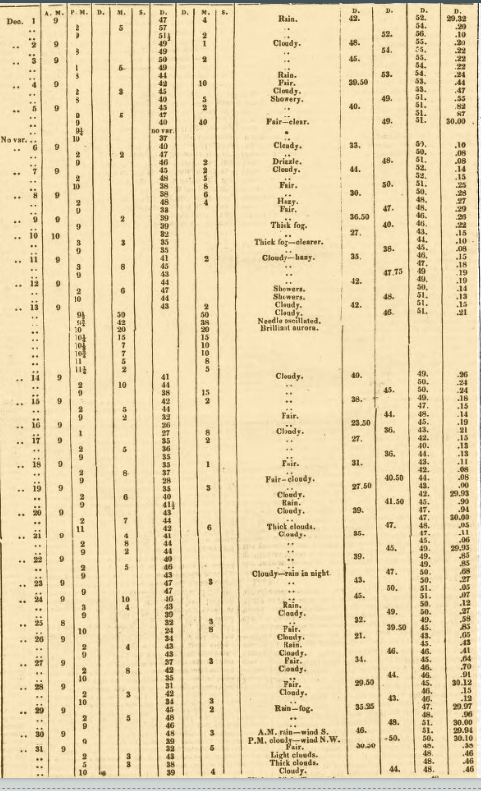 A. M. P. M. D. M. S. D. M. S. D. D. D.
Dec. 1 9 47 4 Rain. 42. 52. 29.32
.. 2 5 57 ..
.. 9 51½ 2 .. 52. 56. .10
.. 2 9 49 1 Cloudy. 48. 55. .20
.. 8 49 .. 54. 55. .22
.. 3 9 50 2 .. 45. 55. .22
.. 1 5 49 .. 54. .22
.. 8 44 Rain. 53. 54. .24
.. 4 9 42 10 Fair. 39.50 53. .44
.. 2 3 45 Cloudy. 53. .47
.. 9 40 5 Showery. 49. 51. .55
.. 5 9 45 2 .. 40. 51. .82
.. 2 5 47 .. 51. 87
.. 9 40 40 Fair—clear. 49. 51. 30.00
.. 9¼ no var
No var. .. 10 37
.. 6 9 40 Cloudy. 33. 50. .10
.. 2 2 47 .. 50. .08
.. 9 46 2 Drizzle. 48. 51. .08
.. 7 9 45 2 Cloudy. 44. 52. .14
.. 2 48 5 .. 52. .15
.. 10 38 8 Fair. 50. 51. .25
.. 8 9 38 6 .. 30. 50. .28
.. 2 48 4 Hazy. 48. .27
.. 9 38 Fair. 47. 48. .29
.. 9 9 2 39 .. 36.50 46. .26
.. 9 39 Thick fog. 40. 46. .22
.. 10 10 32 .. 27. 43. .15
.. 3 3 35 Thick fog—clearer. 44. .10
.. 9 35 .. 38. 45. .08
.. 11 9 41 2 Cloudy—hazy. 35. 46. .15
.. 3 8 45 .. 47. .18
.. 9 43 .. 47.75 49 .19
.. 12 9 44 .. 42. 49. .19
.. 2 6 47 Showers. 50. .14
.. 10 44 Showers. 48. 51. .13
.. 13 9 43 2 Cloudy. 42. 51. .15
.. 50 50 Cloudy. 46. 51. .21
.. 42 38 Needle oscillated.
.. 10 20 20 Brilliant aurora.
.. 10¼ 15 15
.. 10½ 7 10
.. 10¾ 7 10
.. 11 5 8
.. 11½ 2 5
.. 14 9 41 Cloudy. 40. 49. .26
.. 2 10 44 .. 50. .24
.. 9 38 15 .. 45. 50. .24
.. 15 9 42 2 .. 38. 49. .18
.. 2 5 44 .. 47. .15
.. 9 2 32 Fair. 44. 48. .14
.. 16 9 26 .. 23.50 45. .19
.. 1 27 8 Cloudy. 36. 43. .21
.. 17 9 35 2 .. 27. 42. .15
.. 2 5 36 .. 44. .13
.. 9 35 .. 36. 44. .13
.. 18 9 35 1 Fair. 31. 43. .11
.. 2 8 37 .. 42. .08
.. 9 28 Fair—cloudy. 40.50 44. .08
.. 19 9 35 3 .. 27.50 43. .00
.. 2 6 40 Cloudy. 42. 29.93
.. 9 41½ Rain. 41.50 45. .90
.. 20 9 43 Cloudy. 39. 47. .94
.. 2 7 44 .. 47. 30.00
.. 11 42 6 Thick clouds. 47. 48. .05
.. 21 9 4 41 Cloudy. 35. 47. .11
.. 2 8 44 .. 45. .06
.. 9 2 44 .. 45. 49. 29.95
.. 22 9 40 .. 39. 49. .85
.. 2 5 46 .. 49. .85
.. 9 43 Cloudy—rain in night 47. 50. .68
.. 23 9 47 3 .. 43. 50. .27
.. 9 47 .. 50. 51. .05
.. 24 9 10 46 .. 45. 51. .07
.. 3 4 43 Rain. 50. .12
.. 9 39 Cloudy. 49. 50. .27
.. 25 8 32 3 .. 32. 49. .58
.. 10 24 8 Fair. 39.50 45. .85
.. 26 9 34 Cloudy. 21. 43. .65
.. 2 4 43 Rain. 45. .43
.. 9 43 Cloudy. 46. 46. .41
.. 27 9 37 3 Fair. 34. 45. .64
.. 2 8 42 Cloudy. 46. .70
.. 10 35 .. 44. 46. .91
.. 28 9 31 Fair. 29.50 45. 30.12
.. 2 3 42 Cloudy. 46. .15
.. 10 34 3 .. 43. 46. .12
.. 29 9 45 2 Rain—fog. 35.25 47. 29.97
.. 2 5 48 .. 48. .96
.. 9 46 .. 48. 51. 30.00
.. 30 9 48 3 A.M. rain—wind S. 46. 51. 29.94
.. 9 39 P.M. cloudy—wind N.W. 50. 50. 30.10
.. 31 9 32 5 Fair. 30.50 48. .38
.. 2 3 43 Light clouds. 48. .46
.. 5 3 38 Thick clouds. 48. .46
.. 10 39 4 Cloudy. 44. 48. .46